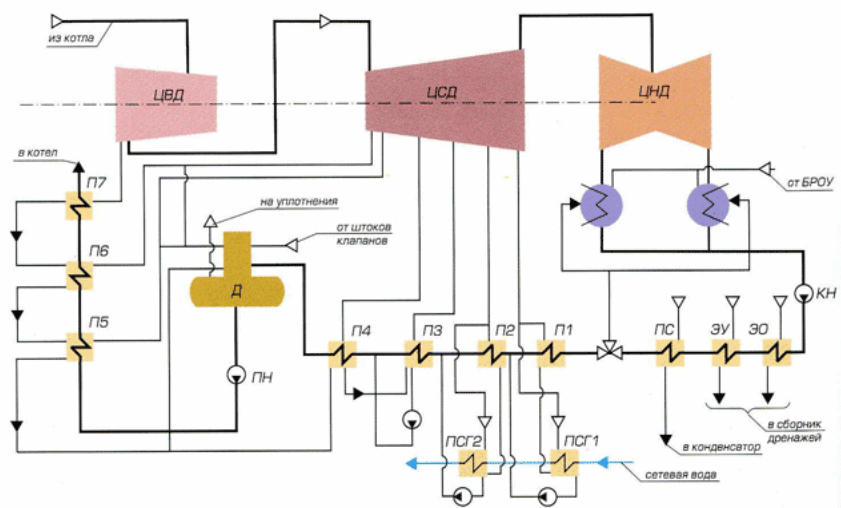 из котла
ЦВД
ЦСД
ЦНД
в котел
П7
на уплотнения
от БРОУ
от штоков
клапанов
П6
Д
КН
П5
П4
П3
П2
П1
ПС
ЭУ
ЭО
ПН
в сборник
дренажей
ПСГ2
ПСГ1
в конденсатор
сетевая вода